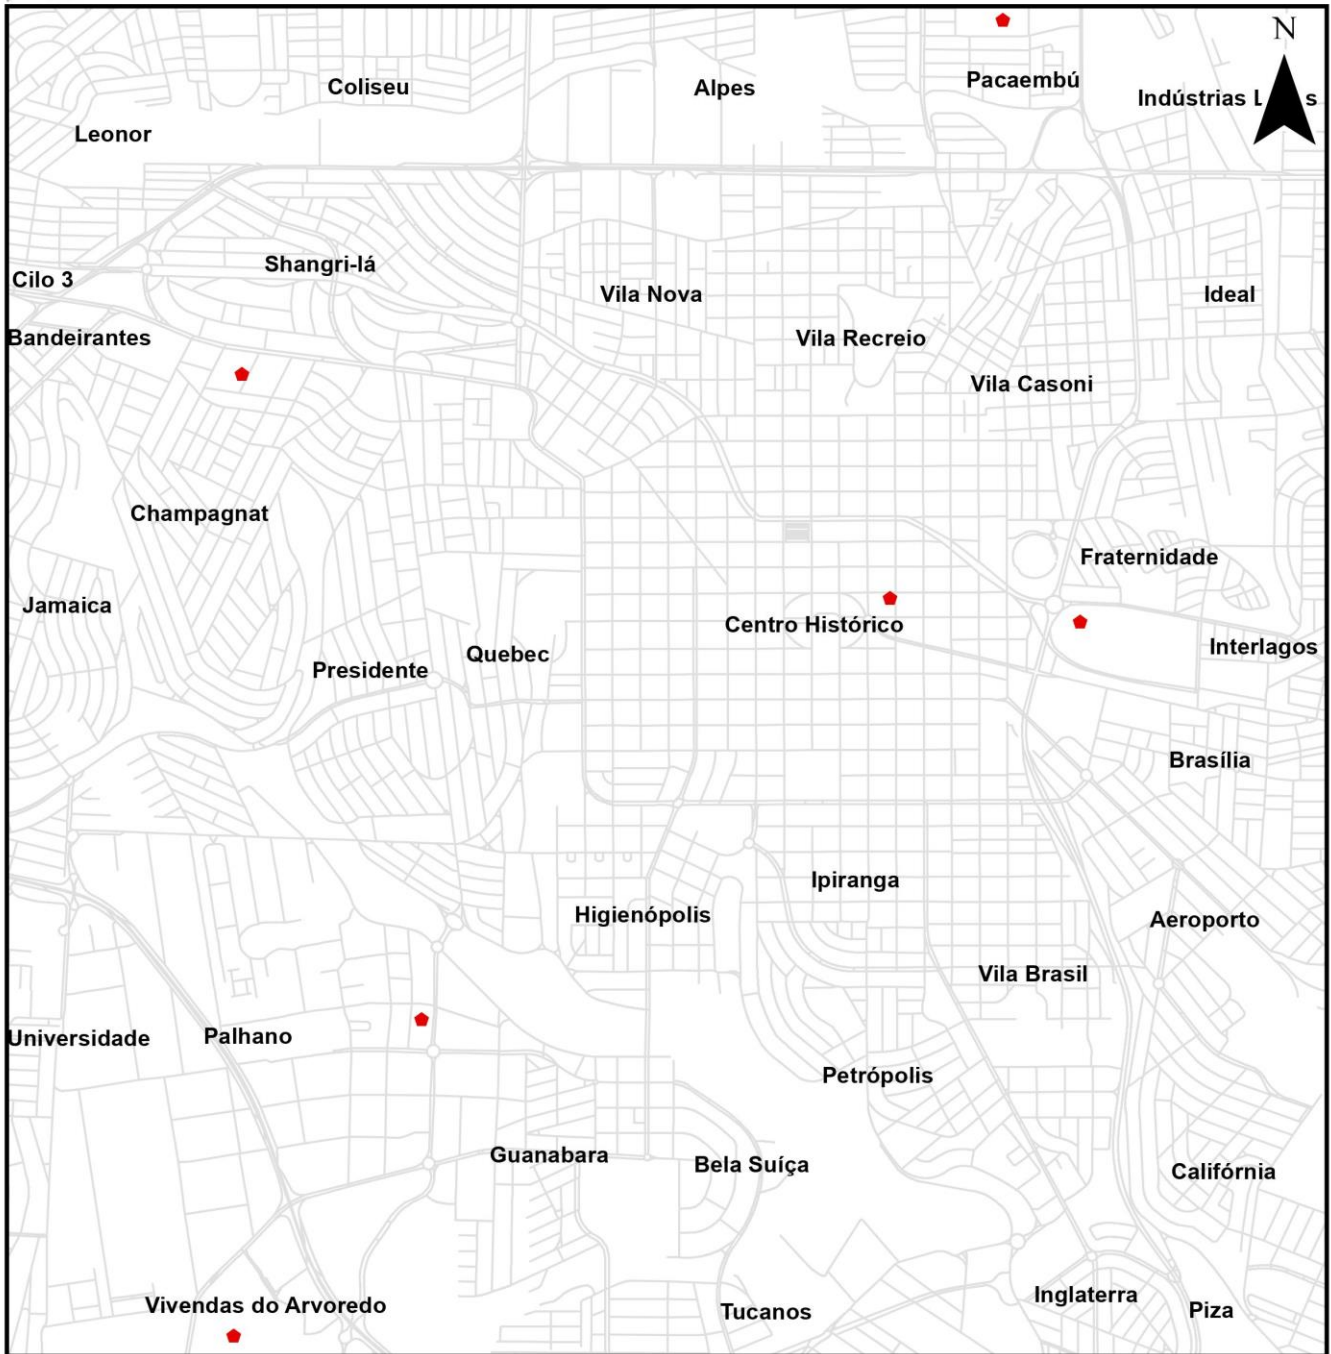 N
Pacaembú
Coliseu
Alpes
Indústrias L s
Leonor
Shangri-lá
Cilo 3
Vila Nova
Ideal
Bandeirantes
Vila Recreio
Vila Casoni
Champagnat
Fraternidade
Jamaica
Centro Histórico
Interlagos
Quebec
Presidente
Brasília
Ipiranga
Higienópolis
Aeroporto
Vila Brasil
Universidade
Palhano
Petrópolis
Guanabara
Bela Suíça
Califórnia
Inglaterra
Vivendas do Arvoredo
Piza
Tucanos